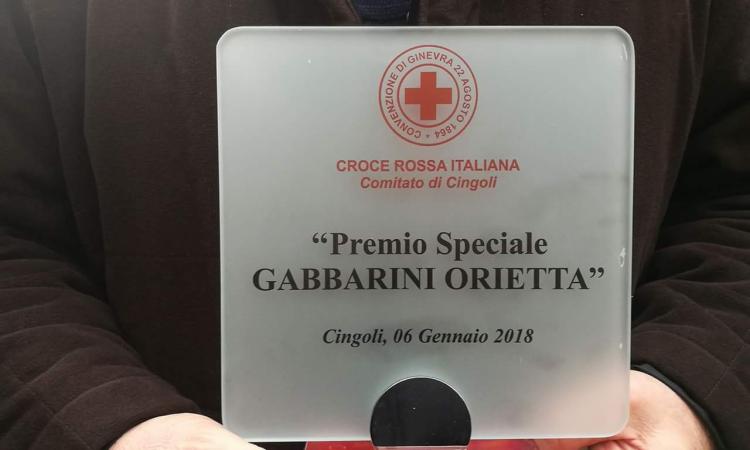 CONVENZIONE DI GINEVRA 22 AGOSTO 1864 *
CROCE ROSSA ITALIANA
Comitato di Cingoli
“Premio Speciale
GABBARINI ORIETTA”
Cingoli, 06 Gennaio 2018